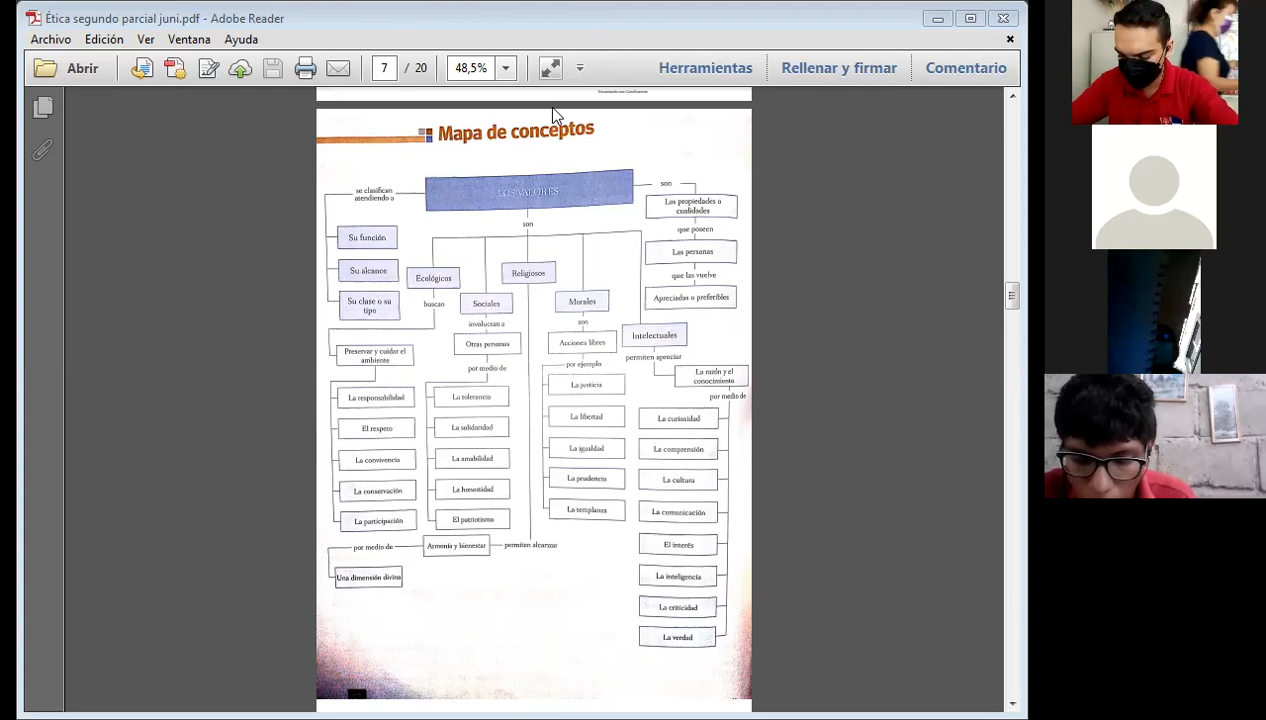 Ética segundo parcial juni.pdf - Adobe Reader
Archivo Edición Ver Ventana Ayuda
Abrir
7 / 20
48,5%
Herramientas
Rellenar y firmar
Comentario
Escaneado con CamScanner
Mapa de conceptos
LOS VALORES
se clasifican
atendiendo a
Su función
Su alcance
Su clase o su
tipo
son
Las propiedades o
cualidades
que poseen
Las personas
que las vuelve
Apreciadas o preferibles
son
Ecológicos
buscan
Preservar y cuidar el
ambiente
La responsabilidad
El respeto
La convivencia
La conservación
La participación
Sociales
involucran a
Otras personas
por medio de
La tolerancia
La solidaridad
La amabilidad
La honestidad
El patriotismo
Religiosos
permiten alcanzar
Armonía y bienestar
por medio de
Una dimensión divina
Morales
son
Acciones libres
por ejemplo
La justicia
La libertad
La igualdad
La prudencia
La templanza
Intelectuales
permiten apreciar
La razón y el
conocimiento
por medio de
La curiosidad
La comprensión
La cultura
La comunicación
El interés
La inteligencia
La criticidad
La verdad